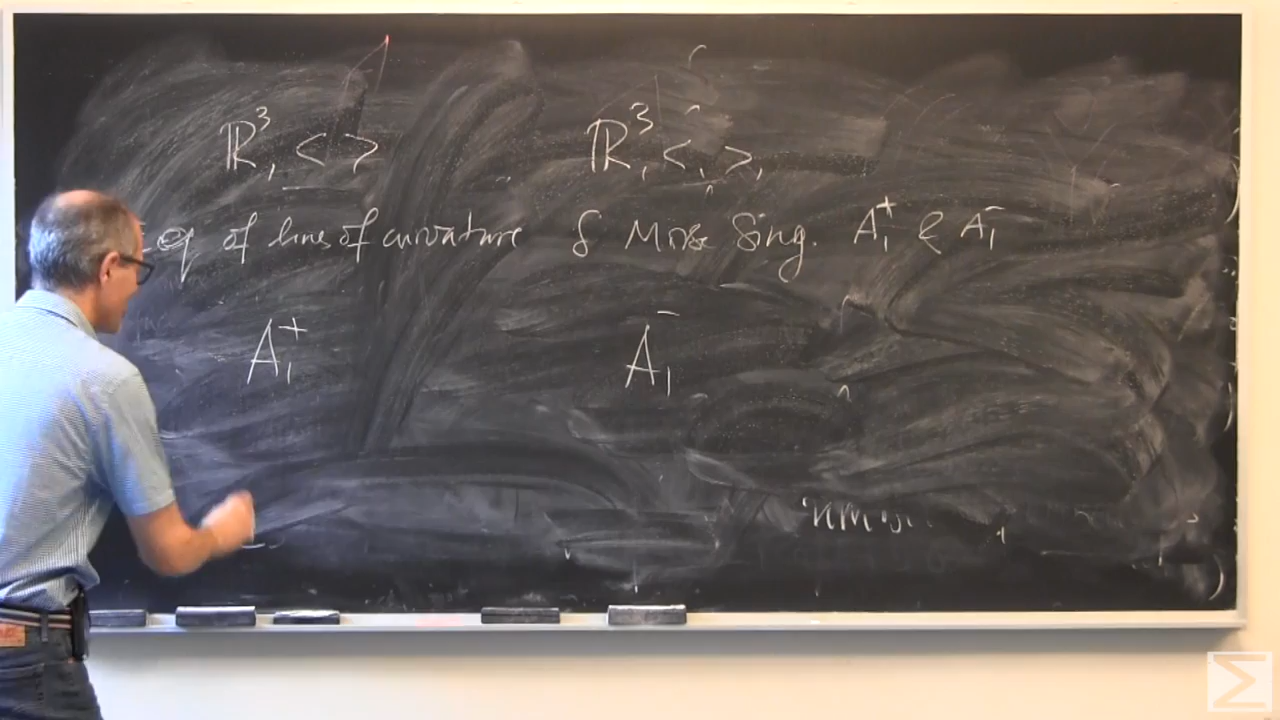 ℝ³, < > ℝ³, < , >,
eq of lines of curvature & Morse Sing. A₁⁺ & A₁⁻
A₁⁺ A₁⁻
Σ